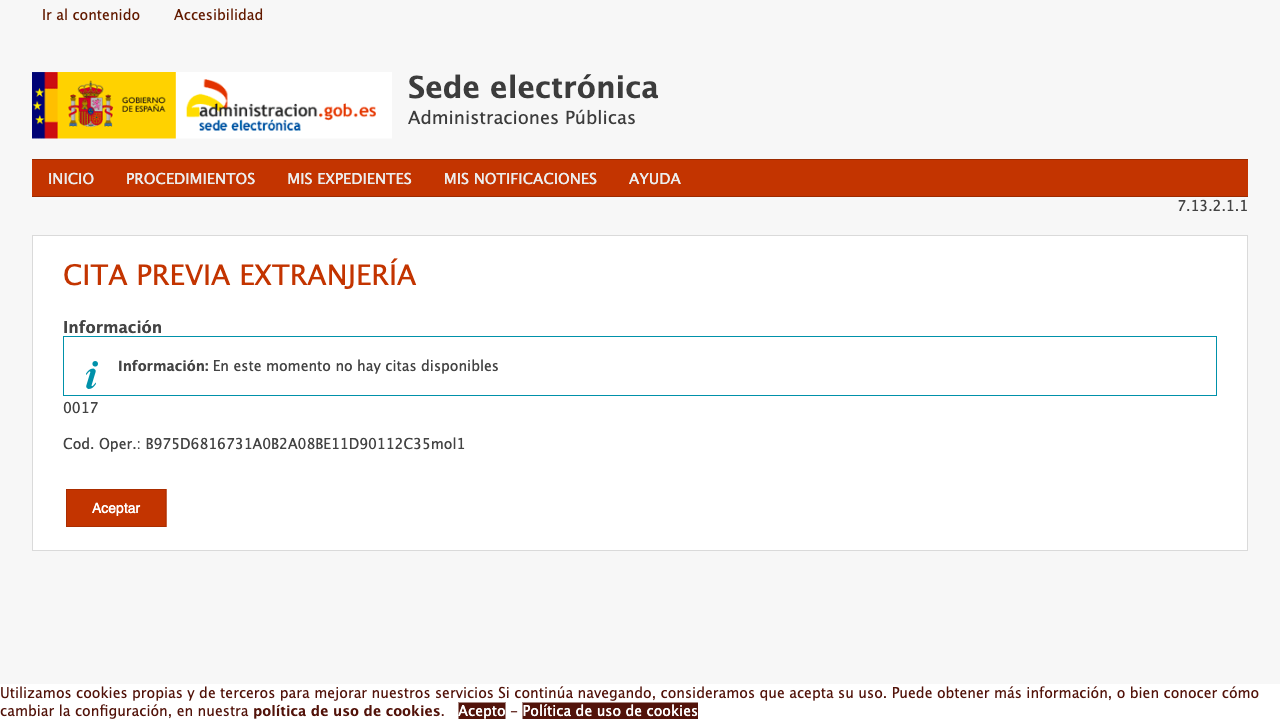 Ir al contenido Accesibilidad
GOBIERNO
DE ESPAÑA
administracion.gob.es
sede electrónica
Sede electrónica
Administraciones Públicas
INICIO PROCEDIMIENTOS MIS EXPEDIENTES MIS NOTIFICACIONES AYUDA
7.13.2.1.1
CITA PREVIA EXTRANJERÍA
Información
i Información: En este momento no hay citas disponibles
0017
Cod. Oper.: B975D6816731A0B2A08BE11D90112C35mol1
Aceptar
Utilizamos cookies propias y de terceros para mejorar nuestros servicios Si continúa navegando, consideramos que acepta su uso. Puede obtener más información, o bien conocer cómo
cambiar la configuración, en nuestra política de uso de cookies. Acepto – Política de uso de cookies